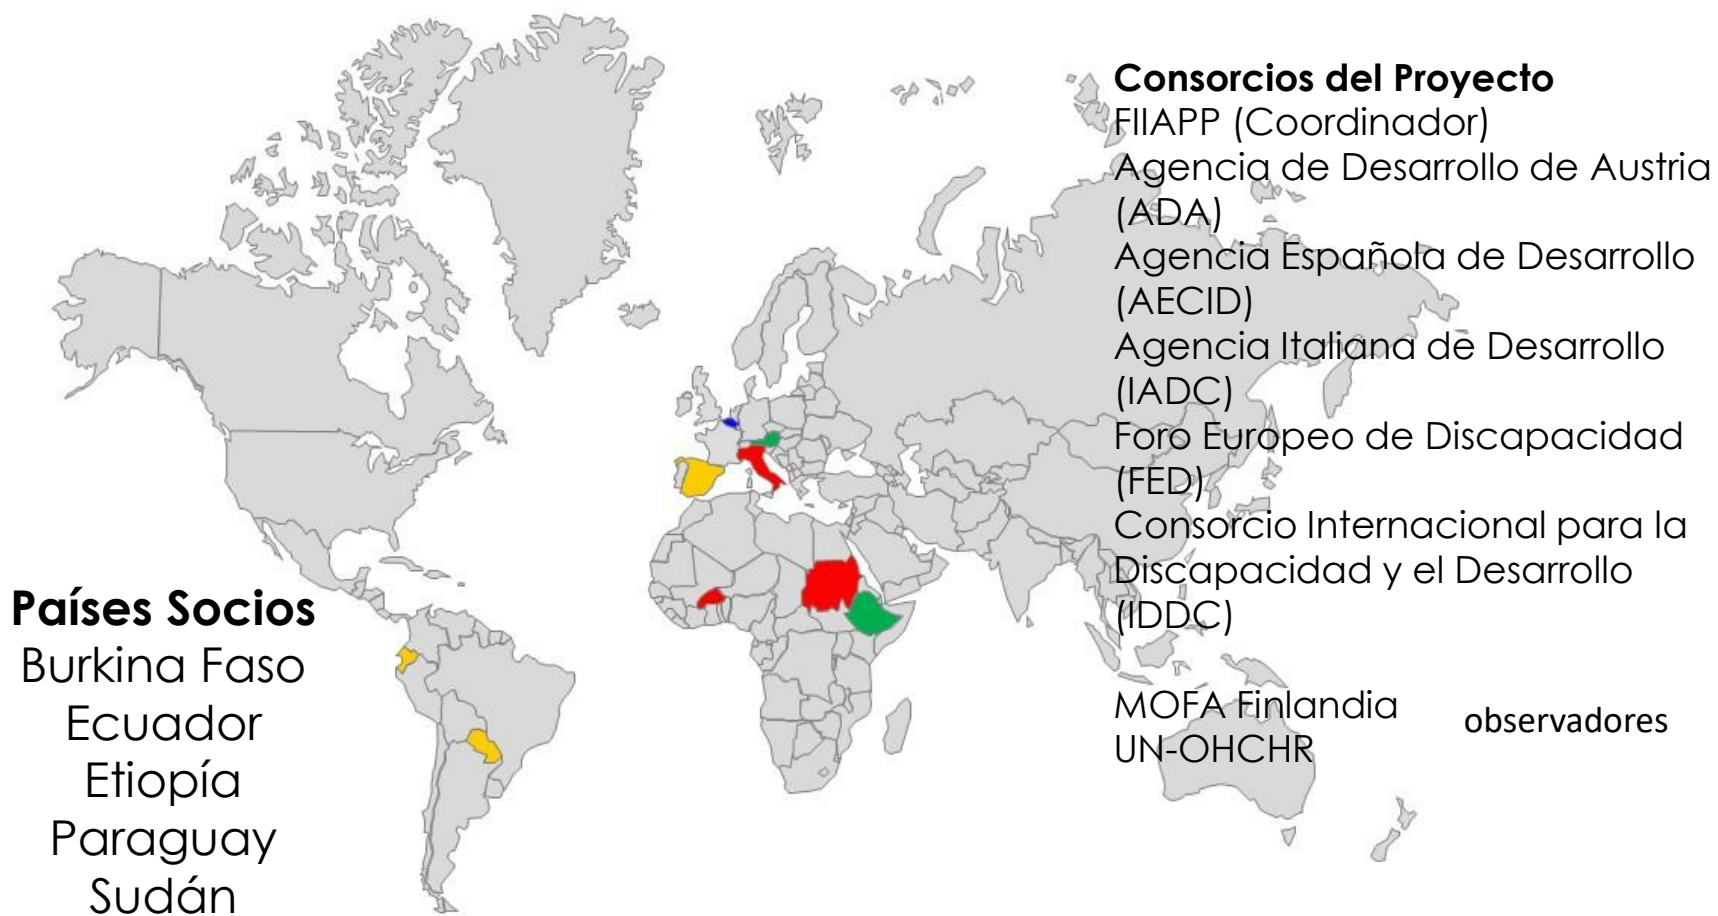 Consorcios del Proyecto
FIIAPP (Coordinador)
Agencia de Desarrollo de Austria
(ADA)
Agencia Española de Desarrollo
(AECID)
Agencia Italiana de Desarrollo
(IADC)
Foro Europeo de Discapacidad
(FED)
Consorcio Internacional para la
Discapacidad y el Desarrollo
(IDDC)
MOFA Finlandia
UN-OHCHR
observadores
Países Socios
Burkina Faso
Ecuador
Etiopía
Paraguay
Sudán